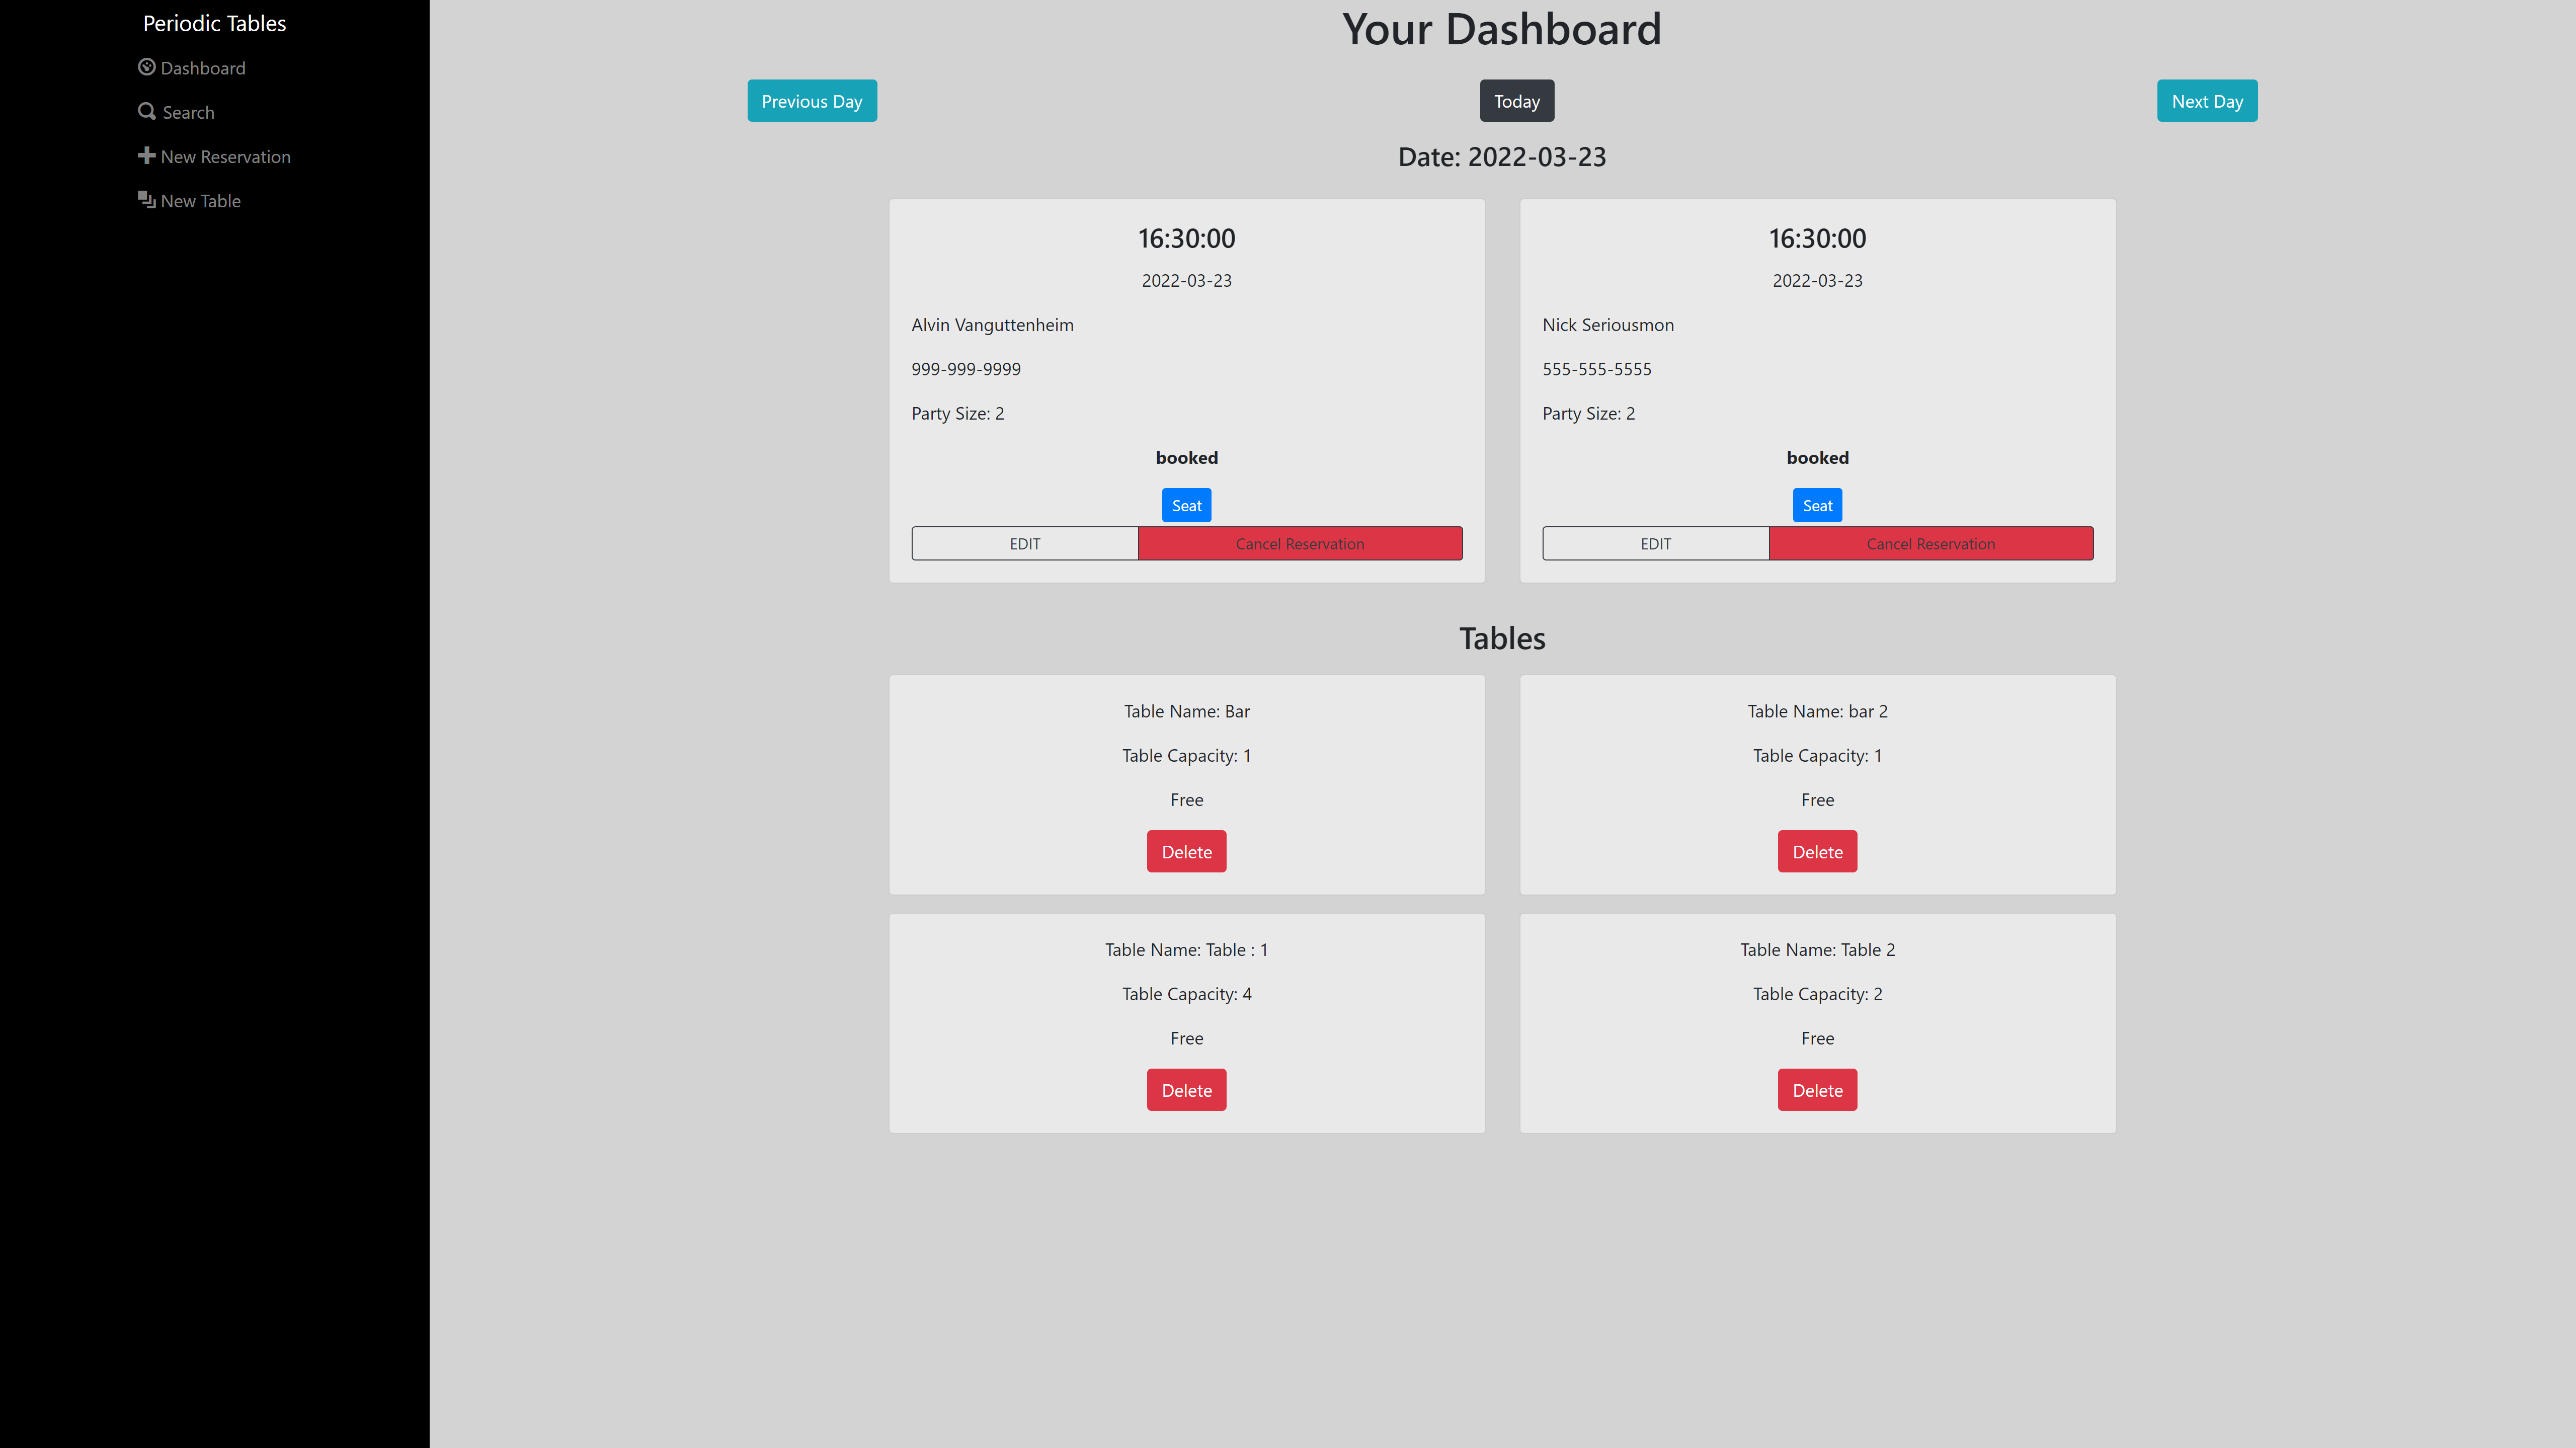 Periodic Tables
Dashboard
Search
New Reservation
New Table
Your Dashboard
Previous Day
Today
Next Day
Date: 2022-03-23
16:30:00
2022-03-23
Alvin Vanguttenheim
999-999-9999
Party Size: 2
booked
Seat
EDIT
Cancel Reservation
16:30:00
2022-03-23
Nick Seriousmon
555-555-5555
Party Size: 2
booked
Seat
EDIT
Cancel Reservation
Tables
Table Name: Bar
Table Capacity: 1
Free
Delete
Table Name: bar 2
Table Capacity: 1
Free
Delete
Table Name: Table : 1
Table Capacity: 4
Free
Delete
Table Name: Table 2
Table Capacity: 2
Free
Delete